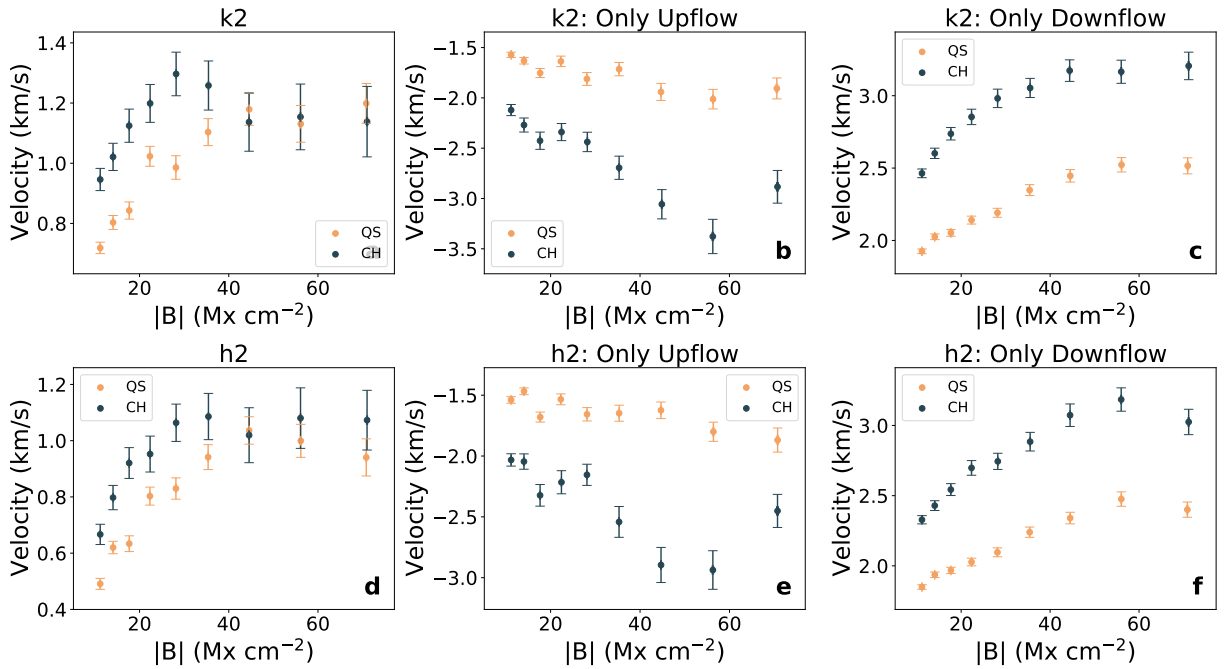 k2
Velocity (km/s)
1.4
1.2
1.0
0.8
20
40
60
|B| (Mx cm⁻²)
QS
CH
k2: Only Upflow
Velocity (km/s)
−1.5
−2.0
−2.5
−3.0
−3.5
20
40
60
|B| (Mx cm⁻²)
QS
CH
b
k2: Only Downflow
Velocity (km/s)
3.0
2.5
2.0
20
40
60
|B| (Mx cm⁻²)
QS
CH
c
h2
Velocity (km/s)
1.2
1.0
0.8
0.6
0.4
20
40
60
|B| (Mx cm⁻²)
QS
CH
d
h2: Only Upflow
Velocity (km/s)
−1.5
−2.0
−2.5
−3.0
20
40
60
|B| (Mx cm⁻²)
QS
CH
e
h2: Only Downflow
Velocity (km/s)
3.0
2.5
2.0
20
40
60
|B| (Mx cm⁻²)
QS
CH
f